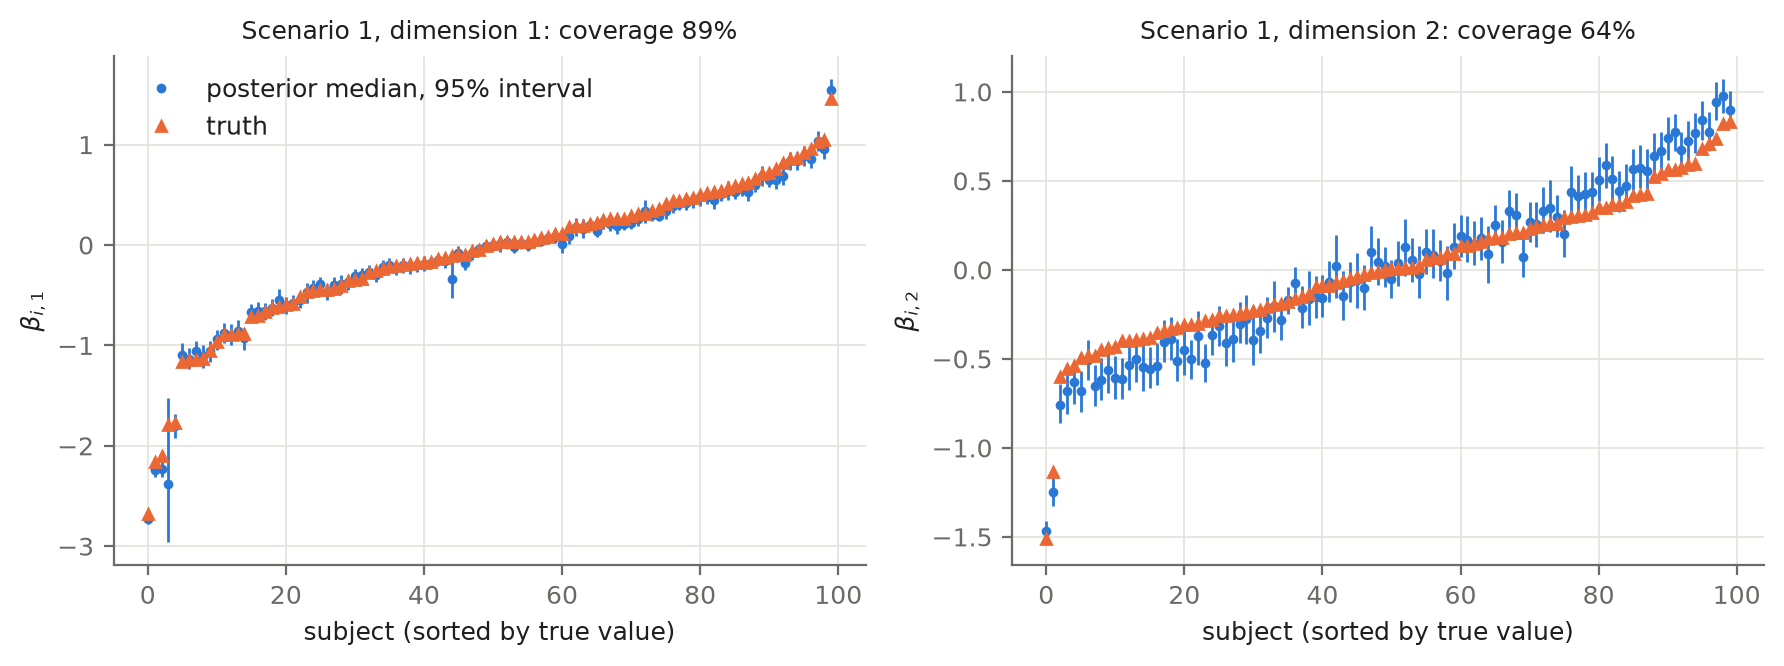 Scenario 1, dimension 1: coverage 89%
posterior median, 95% interval
truth
1
0
−1
−2
−3
β_{i,1}
0 20 40 60 80 100
subject (sorted by true value)
Scenario 1, dimension 2: coverage 64%
1.0
0.5
0.0
−0.5
−1.0
−1.5
β_{i,2}
0 20 40 60 80 100
subject (sorted by true value)